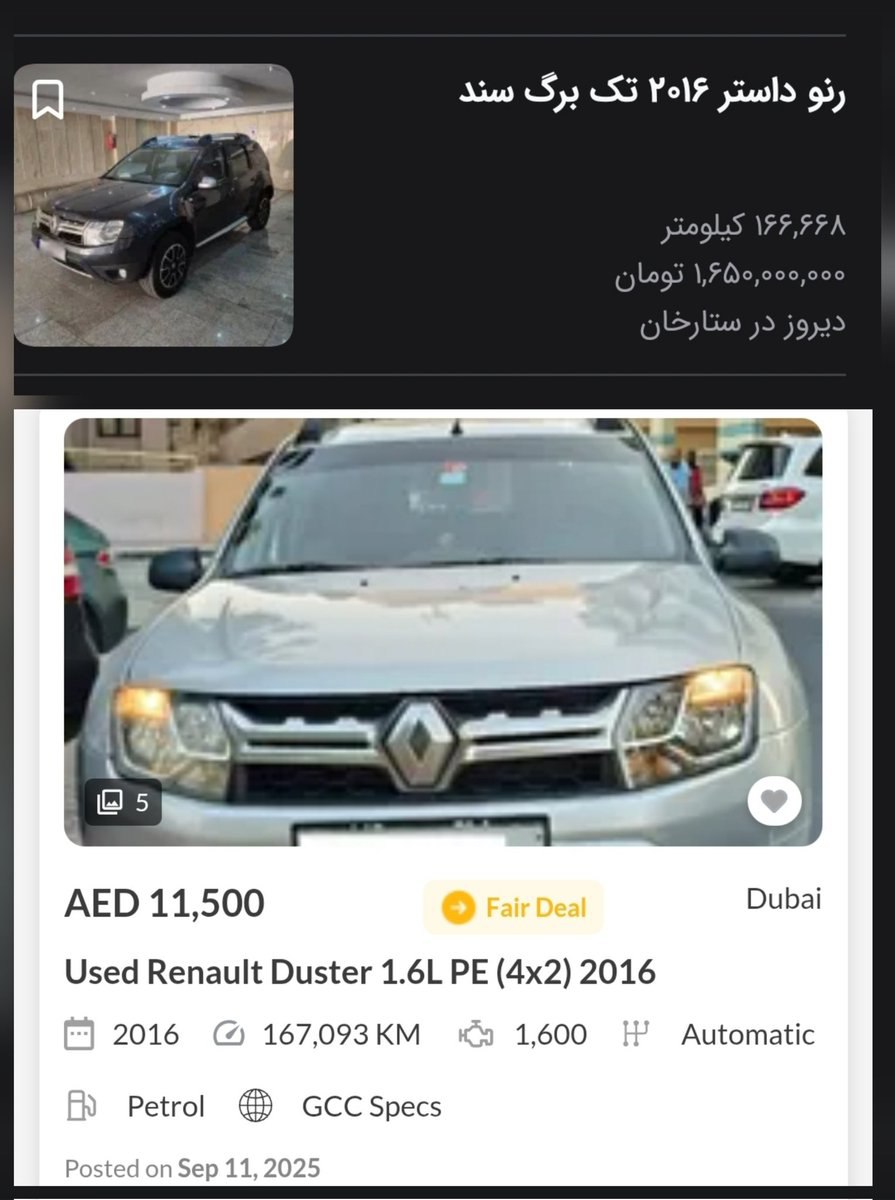 رنو داستر ۲۰۱۶ تک برگ سند
۱۶۶,۶۶۸ کیلومتر
۱,۶۵۰,۰۰۰,۰۰۰ تومان
دیروز در ستارخان
5
AED 11,500
Fair Deal
Dubai
Used Renault Duster 1.6L PE (4x2) 2016
2016 167,093 KM 1,600 Automatic
Petrol GCC Specs
Posted on Sep 11, 2025